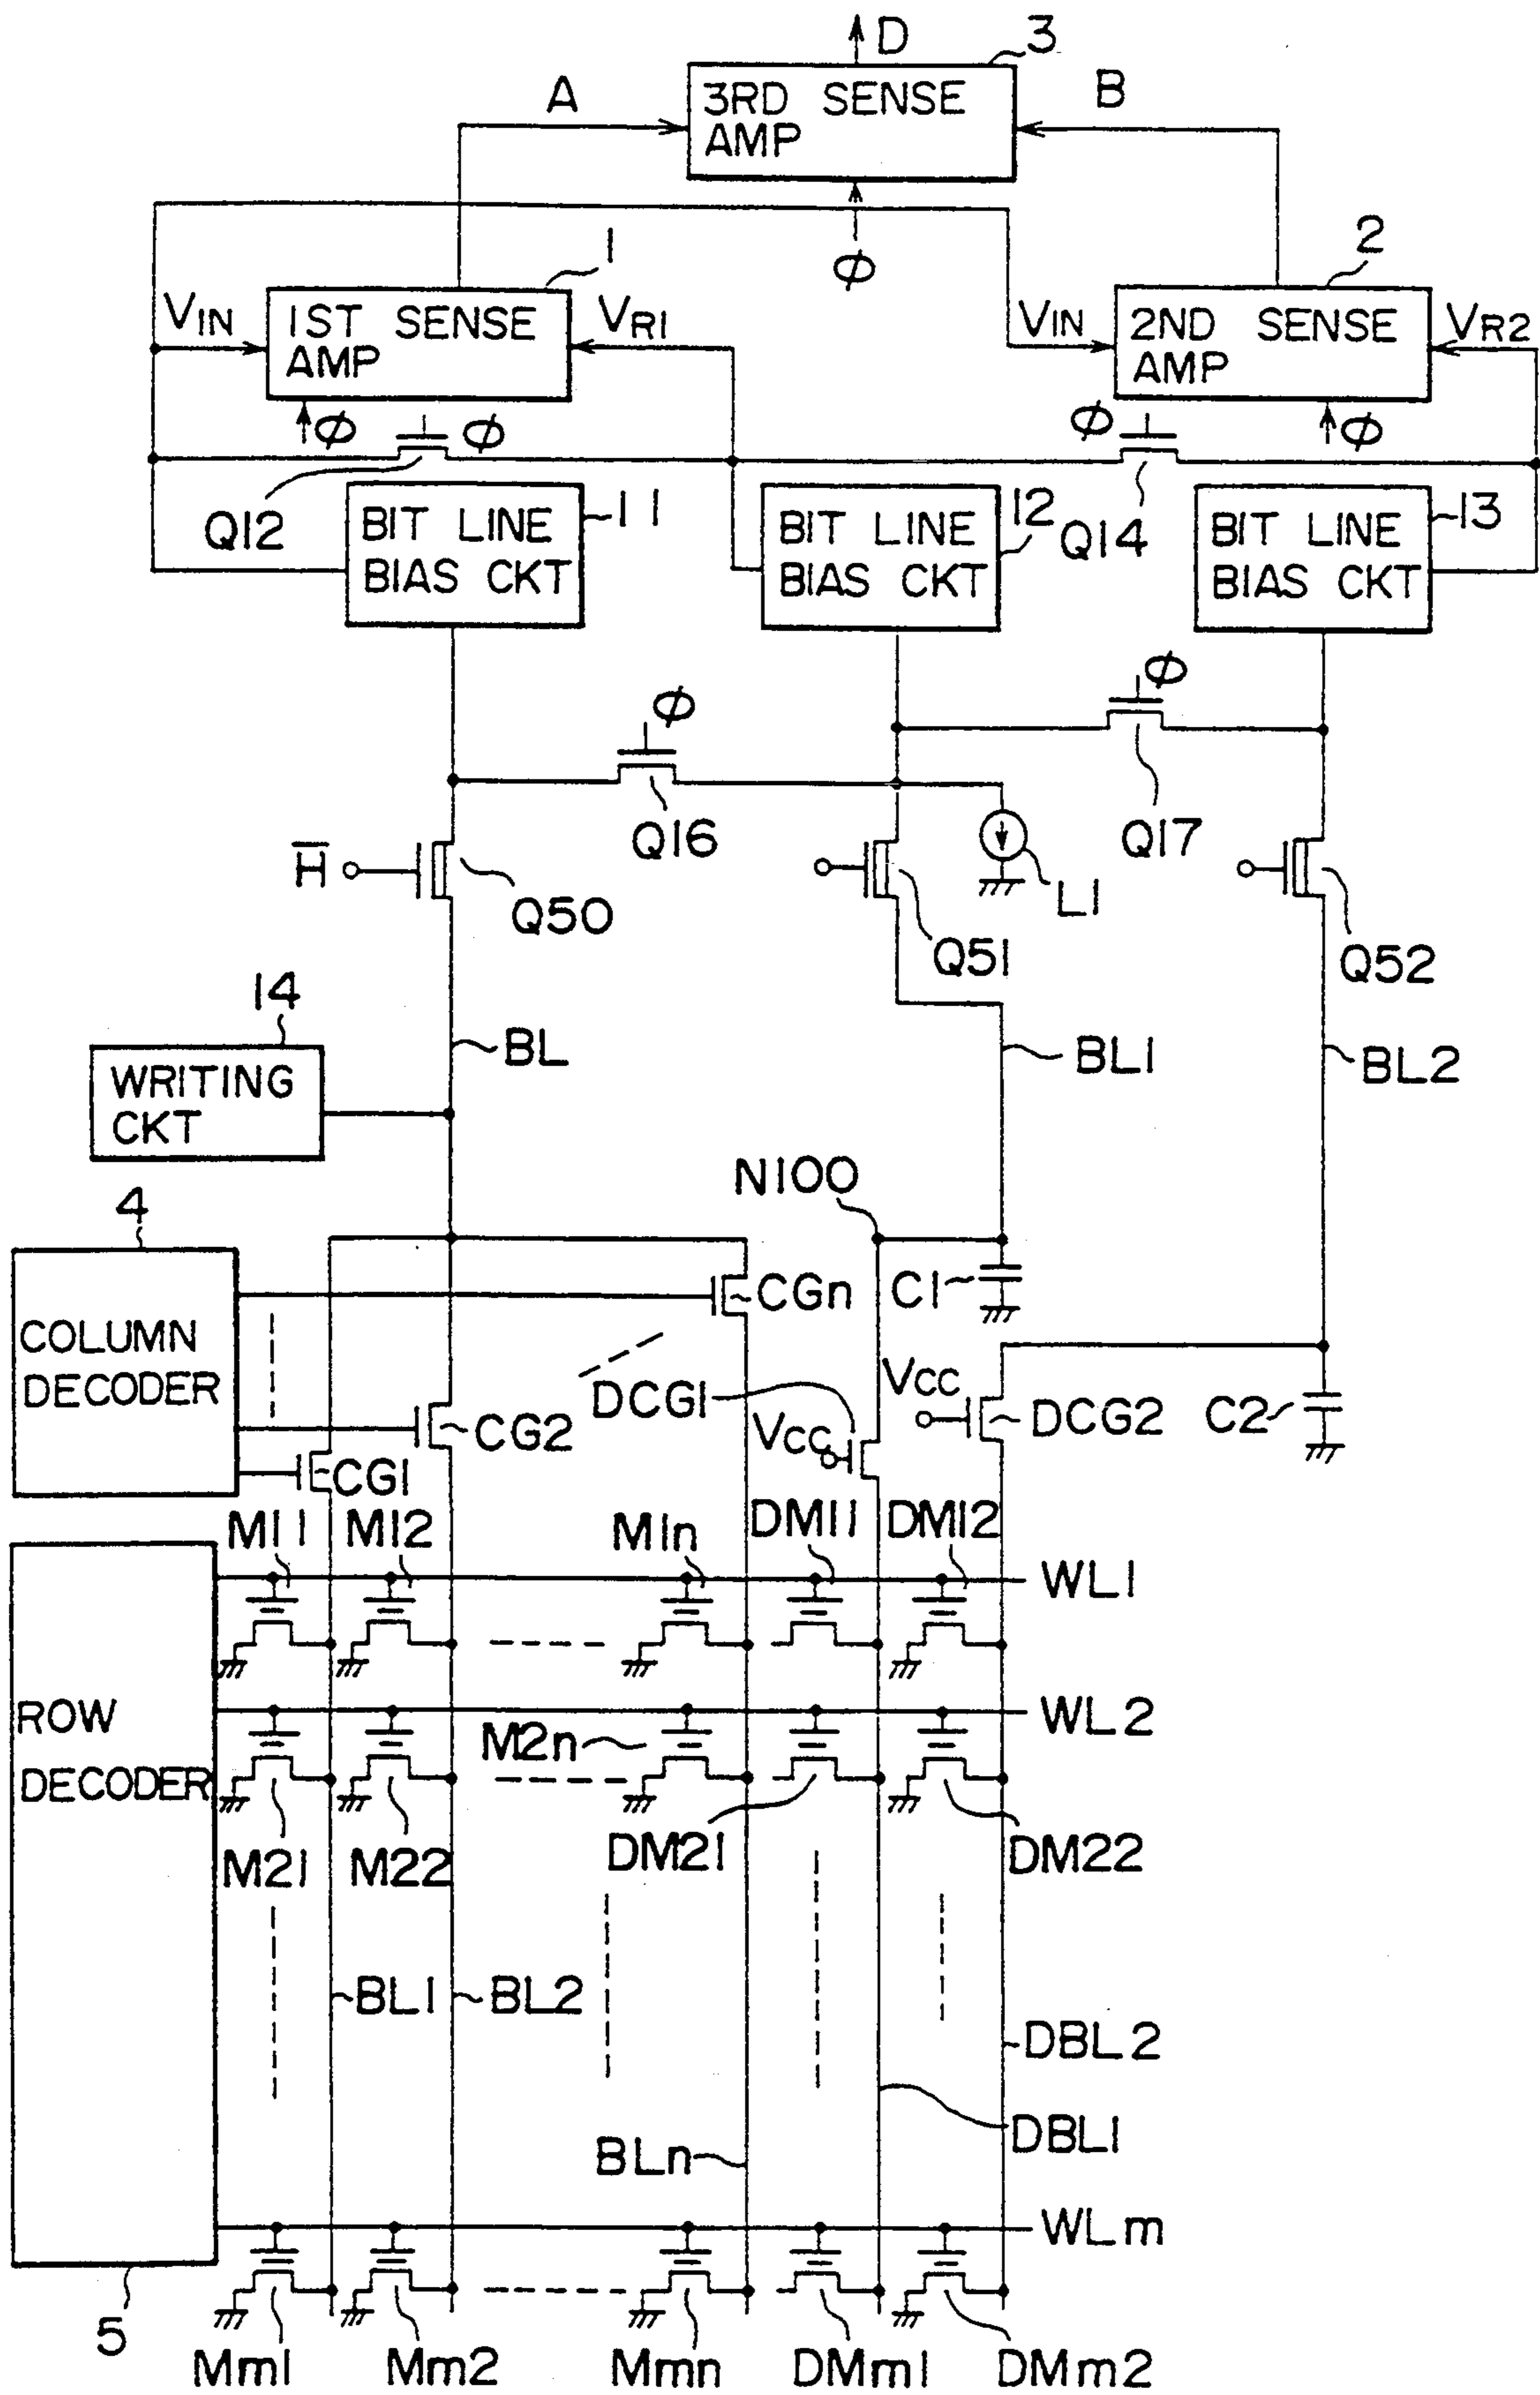 D
3
A
3RD SENSE
AMP
B
ϕ
1
2
VIN
1ST SENSE
AMP
VR1
VIN
2ND SENSE
AMP
VR2
ϕ
ϕ
ϕ
ϕ
Q12
BIT LINE
BIAS CKT
11
BIT LINE
BIAS CKT
12
Q14
BIT LINE
BIAS CKT
13
ϕ
ϕ
Q16
Q17
H̅
Q50
Q51
L1
Q52
14
WRITING
CKT
BL
BL1
BL2
N100
4
COLUMN
DECODER
CGn
C1
DCG1
VCC
DCG2
C2
CG2
VCC
CG1
M11
M12
M1n
DM11
DM12
WL1
ROW
DECODER
M2n
WL2
M21
M22
DM21
DM22
BL1
BL2
DBL2
DBL1
BLn
WLm
5
Mm1
Mm2
Mmn
DMm1
DMm2